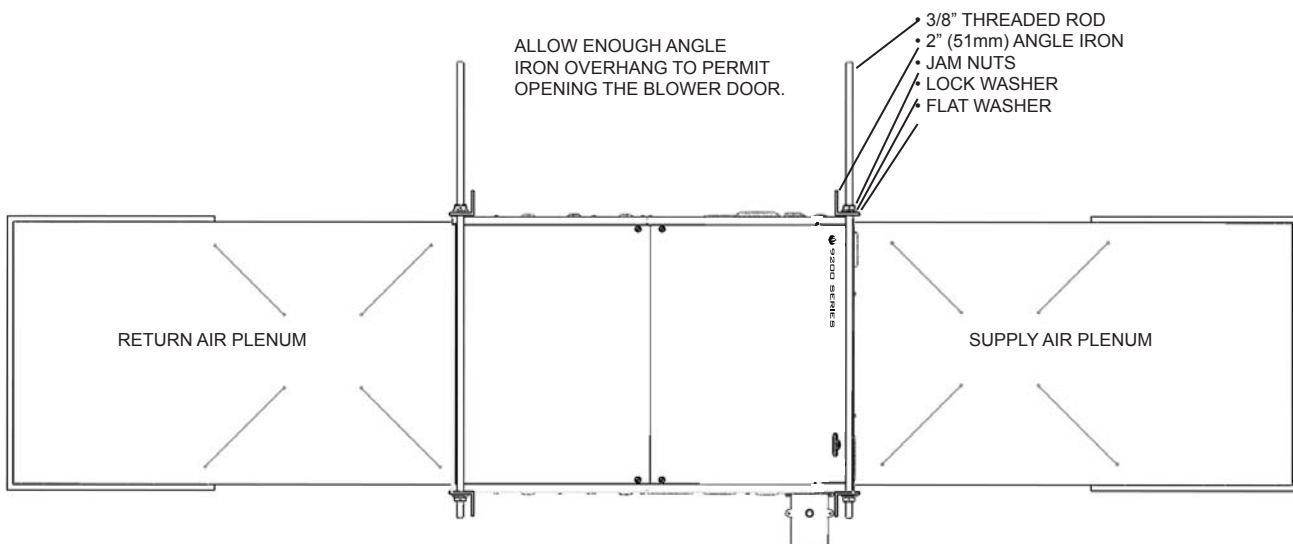 ALLOW ENOUGH ANGLE
IRON OVERHANG TO PERMIT
OPENING THE BLOWER DOOR.
• 3/8” THREADED ROD
• 2” (51mm) ANGLE IRON
• JAM NUTS
• LOCK WASHER
• FLAT WASHER
RETURN AIR PLENUM
9200 SERIES
SUPPLY AIR PLENUM